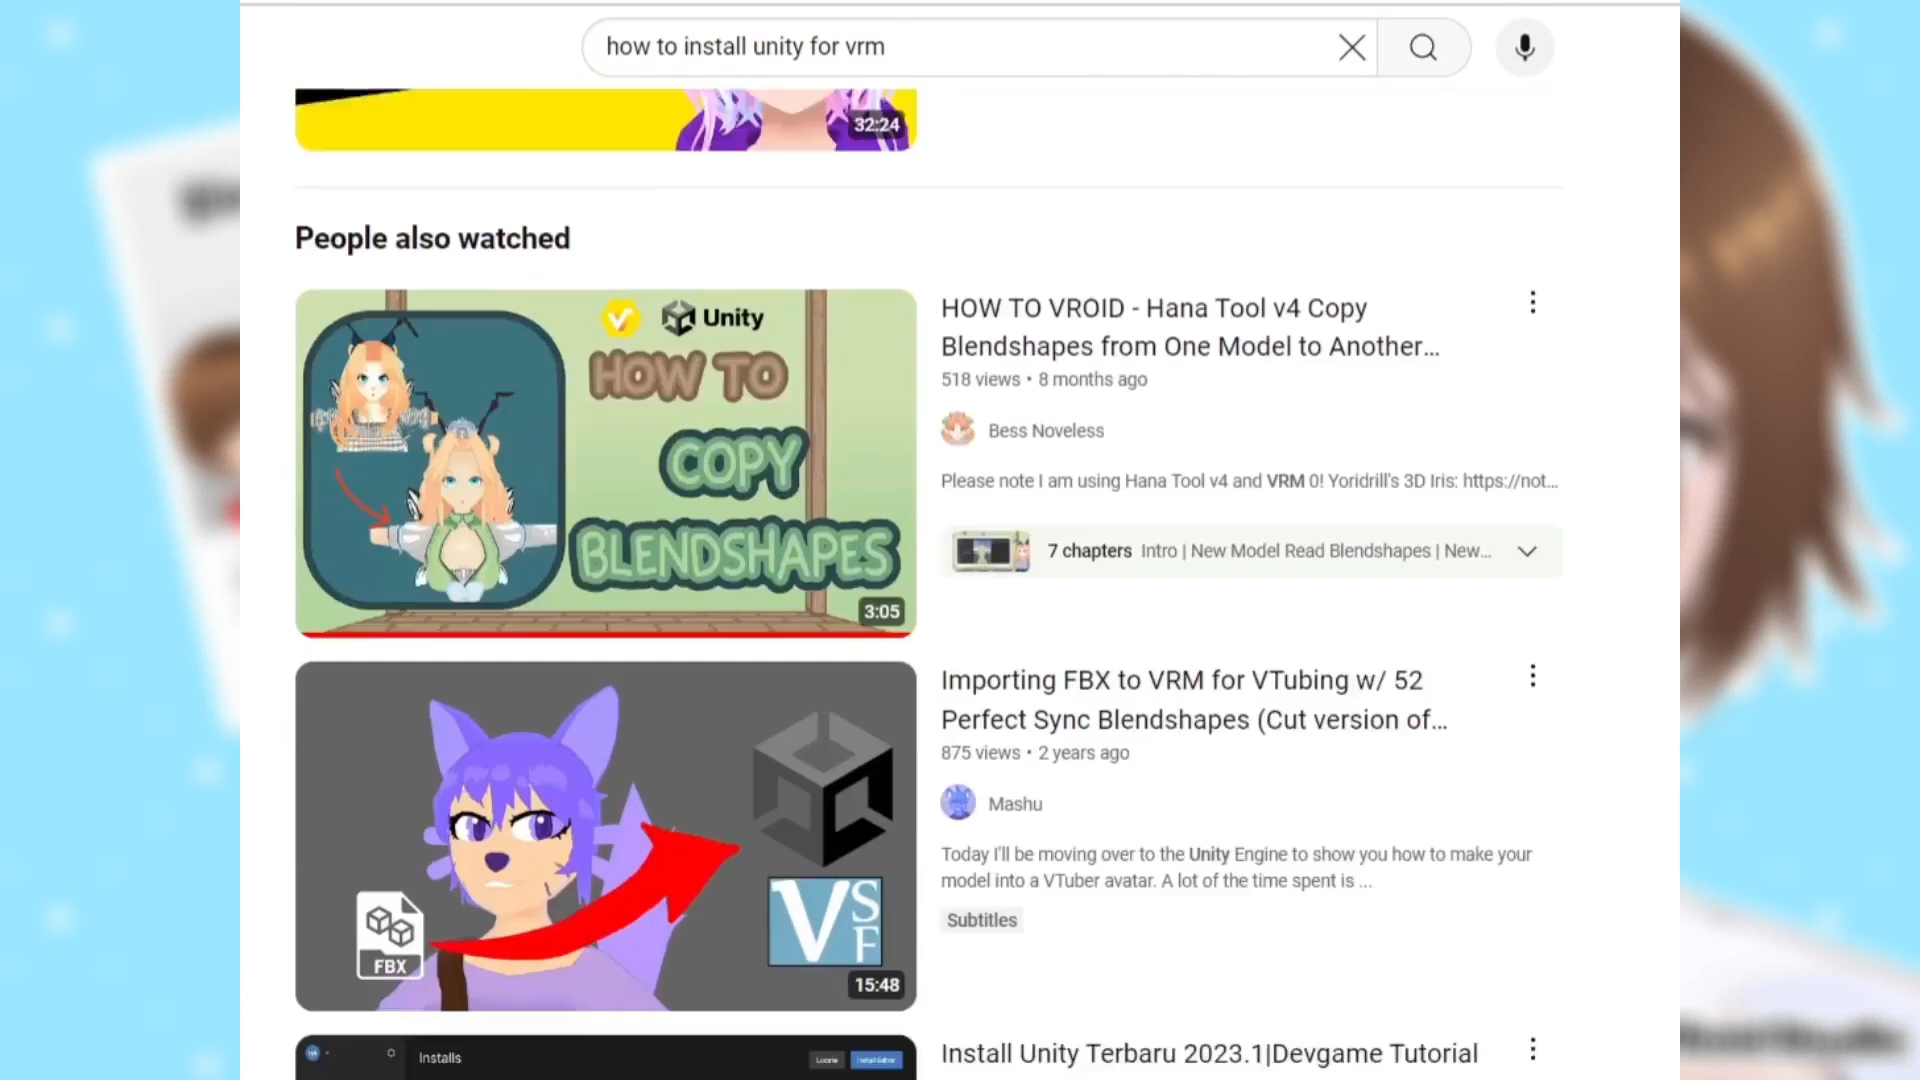 how to install unity for vrm
32:24
People also watched
Unity
HOW TO
COPY
BLENDSHAPES
3:05
HOW TO VROID - Hana Tool v4 Copy
Blendshapes from One Model to Another...
518 views • 8 months ago
Bess Noveless
Please note I am using Hana Tool v4 and VRM 0! Yoridrill's 3D Iris: https://not...
7 chapters Intro | New Model Read Blendshapes | New...
FBX
VSF
15:48
Importing FBX to VRM for VTubing w/ 52
Perfect Sync Blendshapes (Cut version of...
875 views • 2 years ago
Mashu
Today I'll be moving over to the Unity Engine to show you how to make your
model into a VTuber avatar. A lot of the time spent is ...
Subtitles
Installs
Locate
Install Editor
Install Unity Terbaru 2023.1|Devgame Tutorial